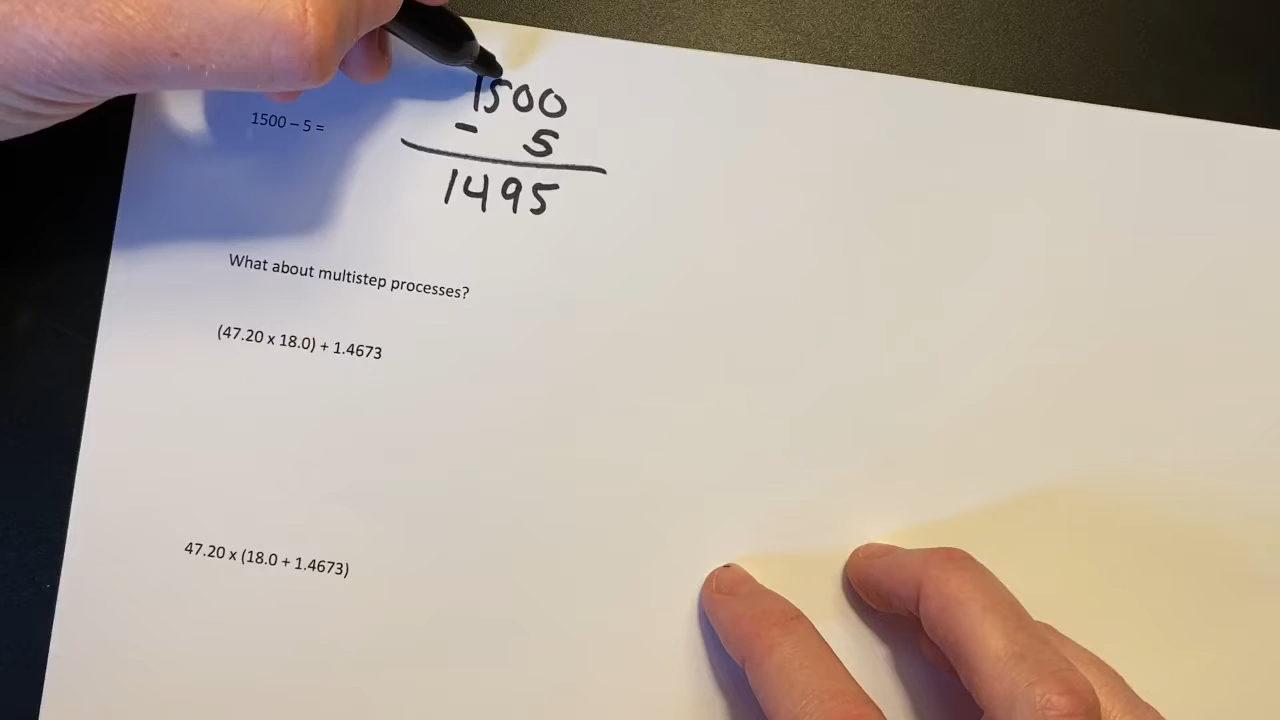 1500
1500 – 5 =
- 5
1495
What about multistep processes?
(47.20 x 18.0) + 1.4673
47.20 x (18.0 + 1.4673)